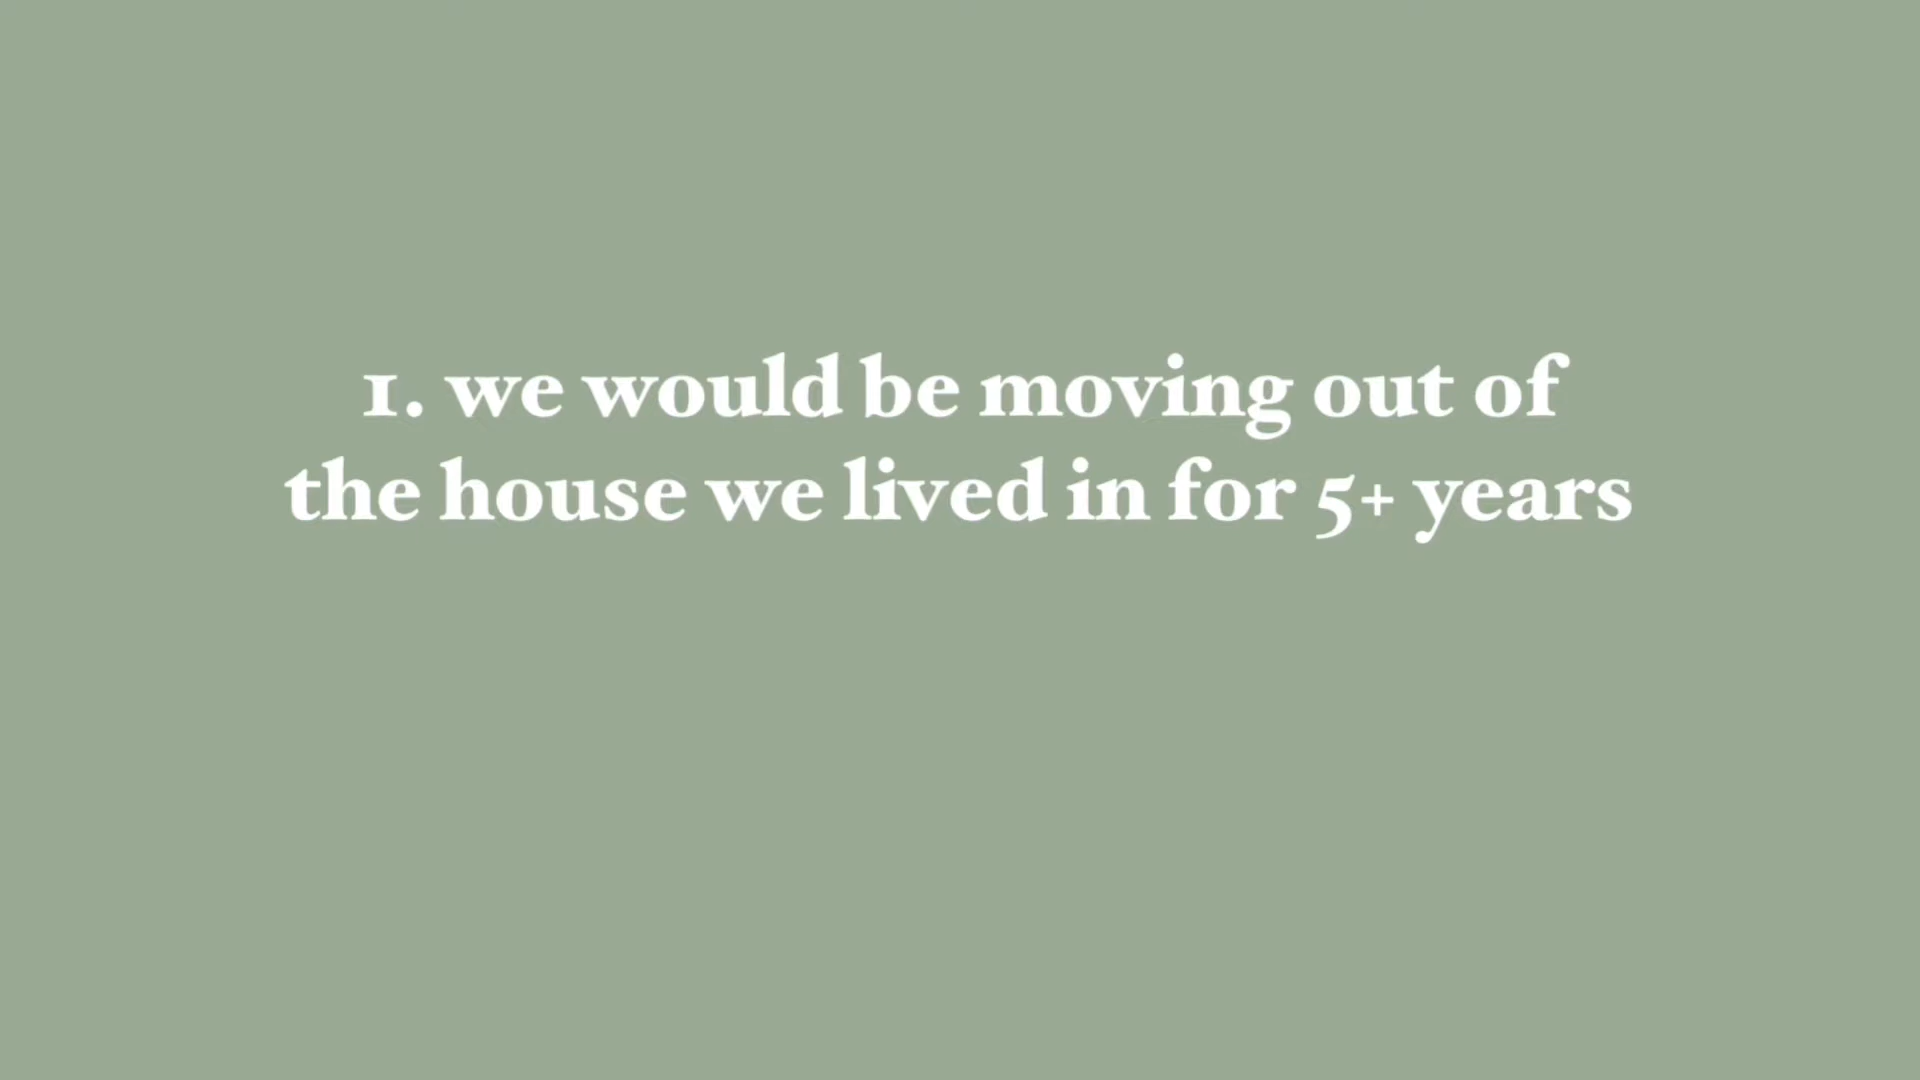 1. we would be moving out of
the house we lived in for 5+ years